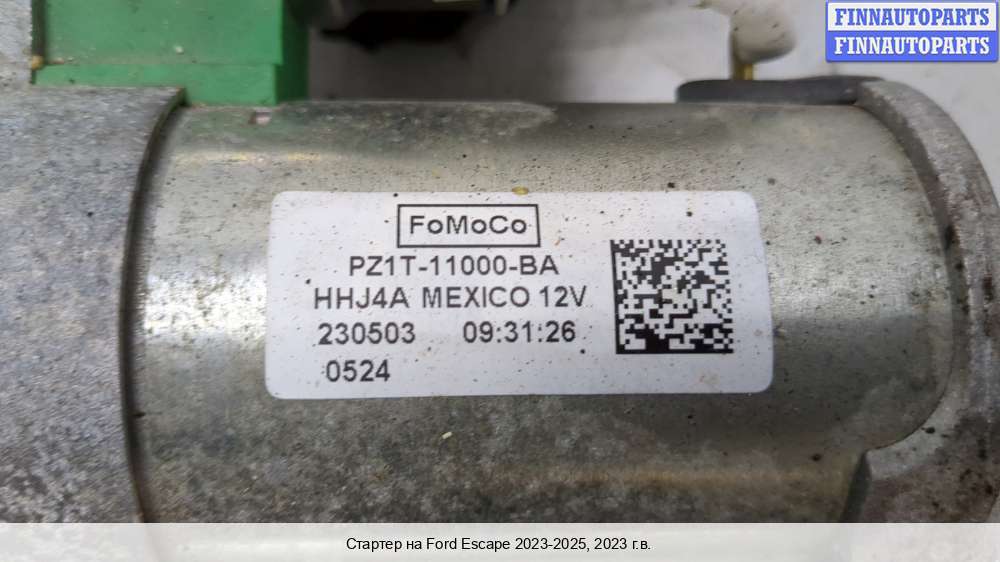 FINNAUTOPARTS
FINNAUTOPARTS
FoMoCo
PZ1T-11000-BA
HHJ4A MEXICO 12V
230503 09:31:26
0524
Стартер на Ford Escape 2023-2025, 2023 г.в.